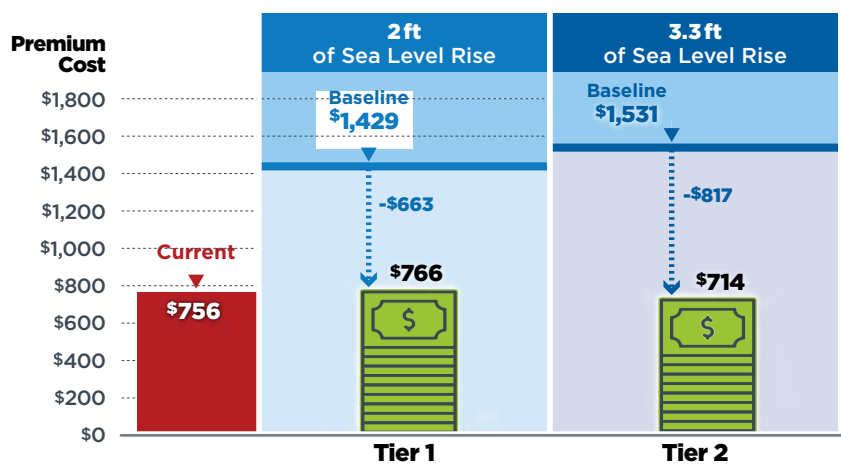 2 ft
of Sea Level Rise
3.3 ft
of Sea Level Rise
Premium
Cost
$1,800
$1,600
$1,400
$1,200
$1,000
$800
$600
$400
$200
$0
Baseline
$1,429
Baseline
$1,531
-$663
-$817
Current
$756
$766
$
$714
$
Tier 1
Tier 2